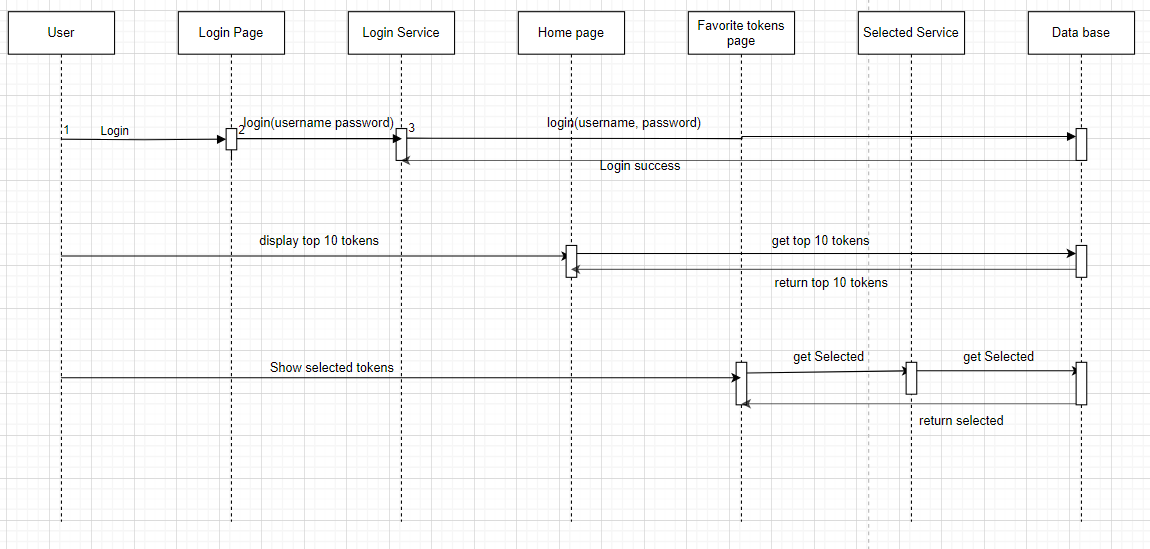 User
Login Page
Login Service
Home page
Favorite tokens
page
Selected Service
Data base
1
Login
2
login(username password)
3
login(username, password)
Login success
display top 10 tokens
get top 10 tokens
return top 10 tokens
Show selected tokens
get Selected
get Selected
return selected